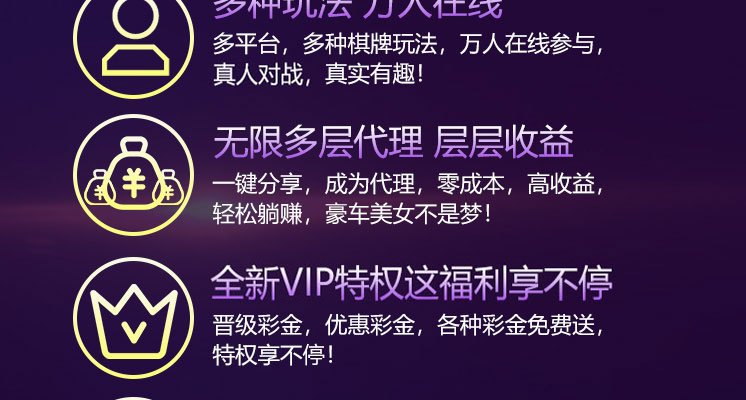 多种玩法 万人在线
多平台，多种棋牌玩法，万人在线参与，
真人对战，真实有趣！
无限多层代理 层层收益
一键分享，成为代理，零成本，高收益，
轻松躺赚，豪车美女不是梦！
全新VIP特权这福利享不停
晋级彩金，优惠彩金，各种彩金免费送，
特权享不停！